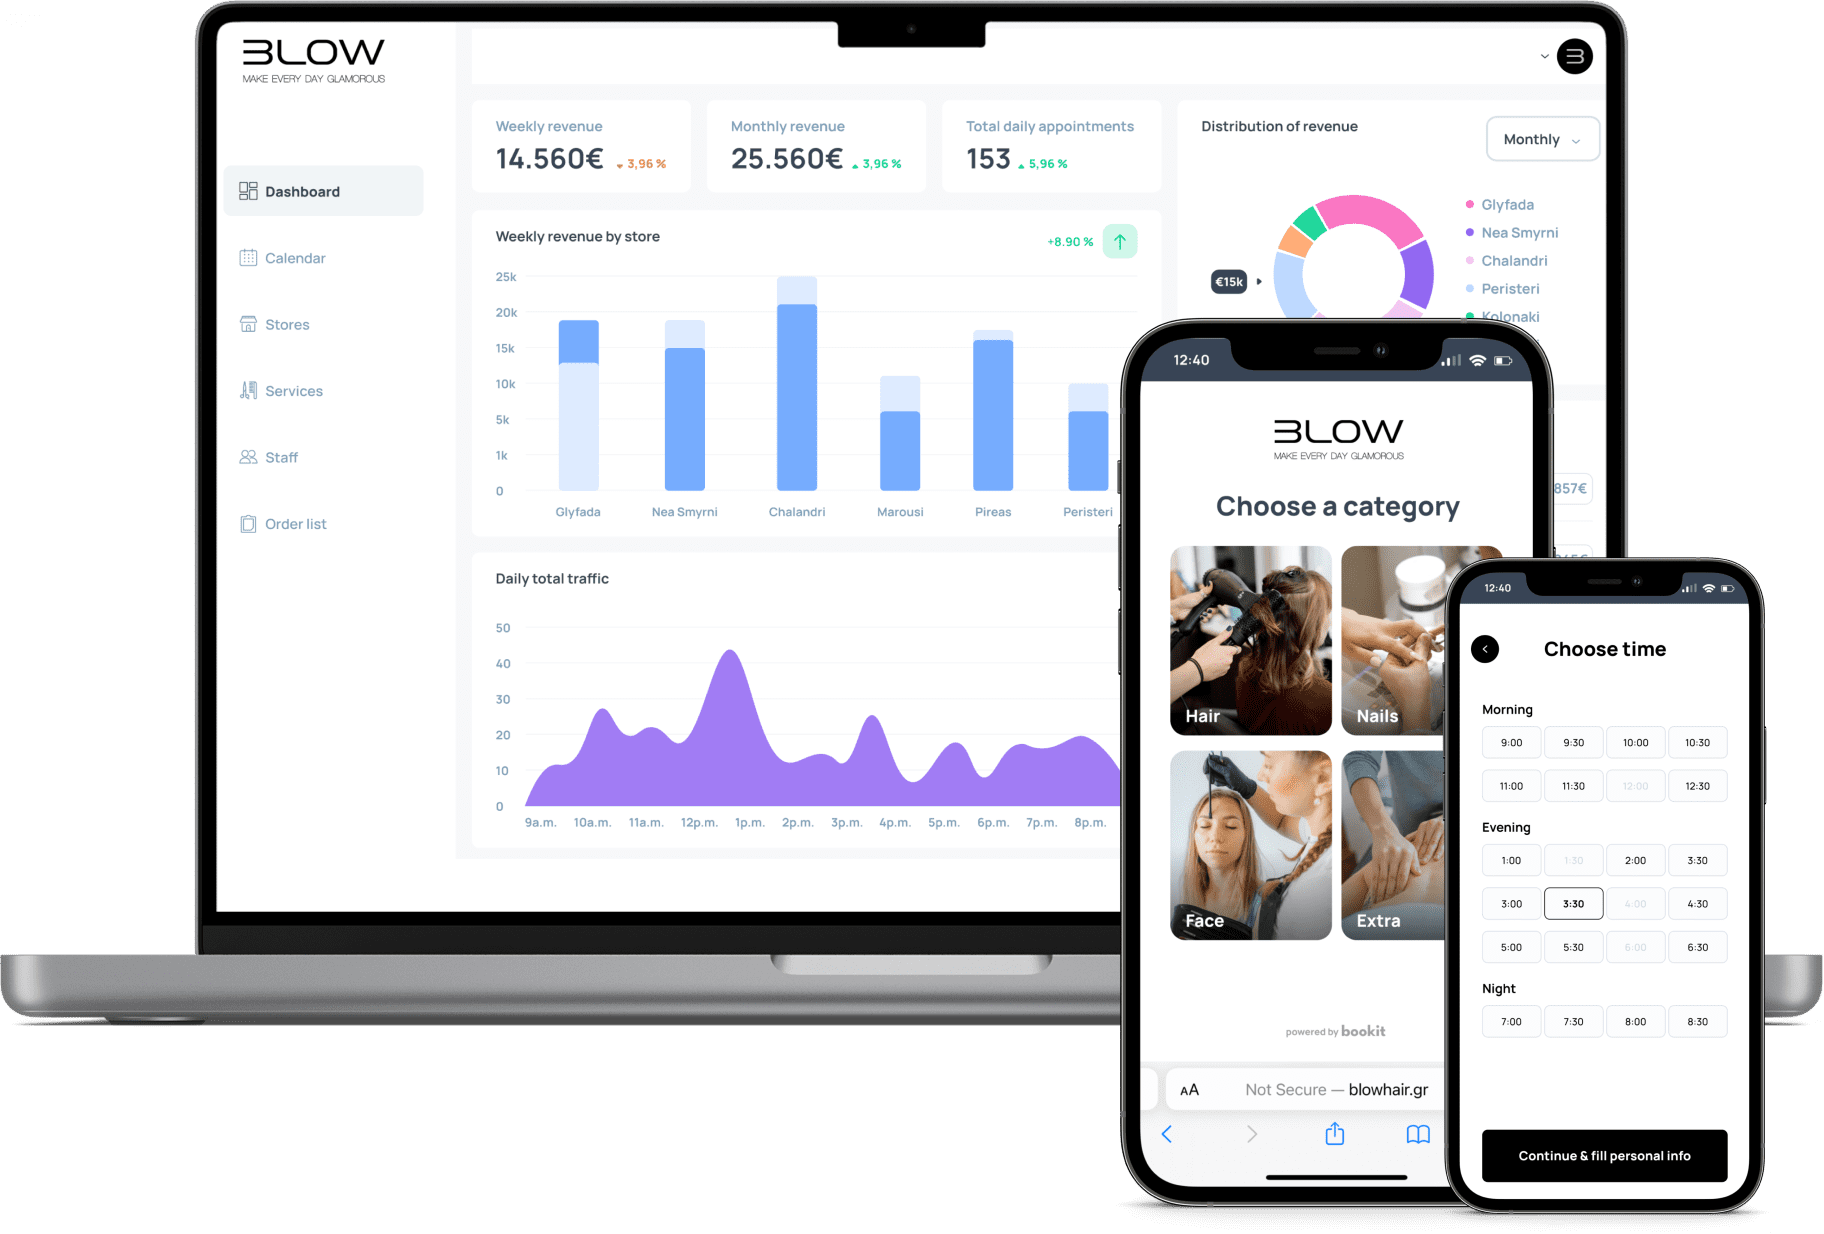 BLOW
MAKE EVERY DAY GLAMOROUS
Dashboard
Calendar
Stores
Services
Staff
Order list
Weekly revenue
14.560€ 3,96 %
Monthly revenue
25.560€ 3,96 %
Total daily appointments
153 5,96 %
Distribution of revenue
Monthly
€15k
Glyfada
Nea Smyrni
Chalandri
Peristeri
Kolonaki
857€
Weekly revenue by store
+8.90 %
25k
20k
15k
10k
5k
1k
0
Glyfada Nea Smyrni Chalandri Marousi Pireas Peristeri
Daily total traffic
50
40
30
20
10
0
9a.m. 10a.m. 11a.m. 12p.m. 1p.m. 2p.m. 3p.m. 4p.m. 5p.m. 6p.m. 7p.m. 8p.m.
12:40
BLOW
MAKE EVERY DAY GLAMOROUS
Choose a category
Hair Nails
Face Extra
powered by bookit
AA Not Secure — blowhair.gr
12:40
Choose time
Morning
9:00 9:30 10:00 10:30
11:00 11:30 12:00 12:30
Evening
1:00 1:30 2:00 3:30
3:00 3:30 4:00 4:30
5:00 5:30 6:00 6:30
Night
7:00 7:30 8:00 8:30
Continue & fill personal info